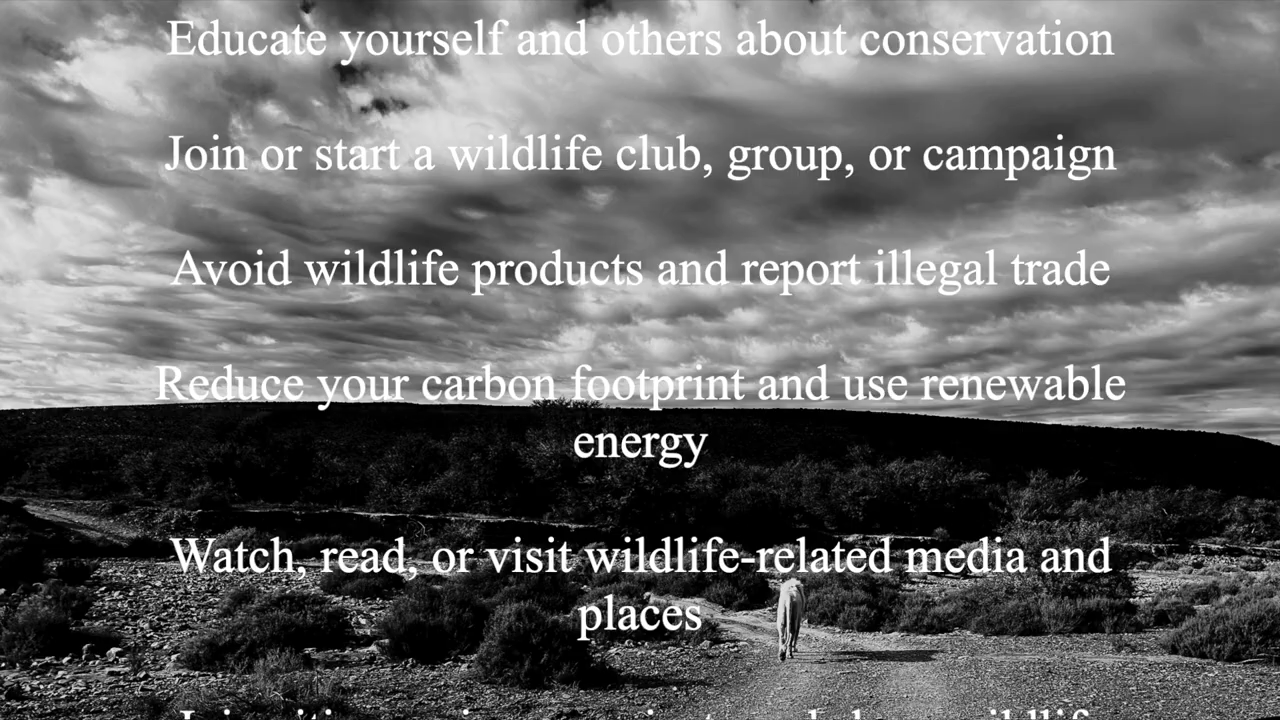 Educate yourself and others about conservation
Join or start a wildlife club, group, or campaign
Avoid wildlife products and report illegal trade
Reduce your carbon footprint and use renewable
energy
Watch, read, or visit wildlife-related media and
places